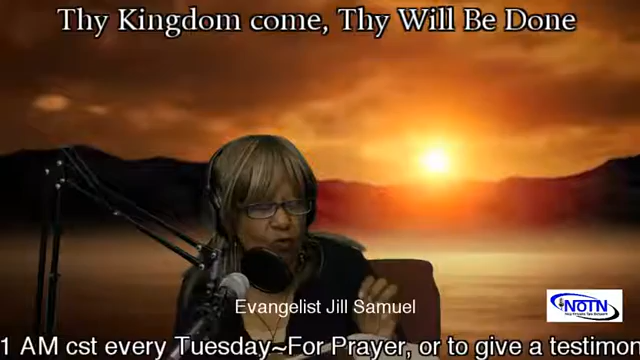 Thy Kingdom come, Thy Will Be Done
Evangelist Jill Samuel
NOTN
1 AM cst every Tuesday~For Prayer, or to give a testimon